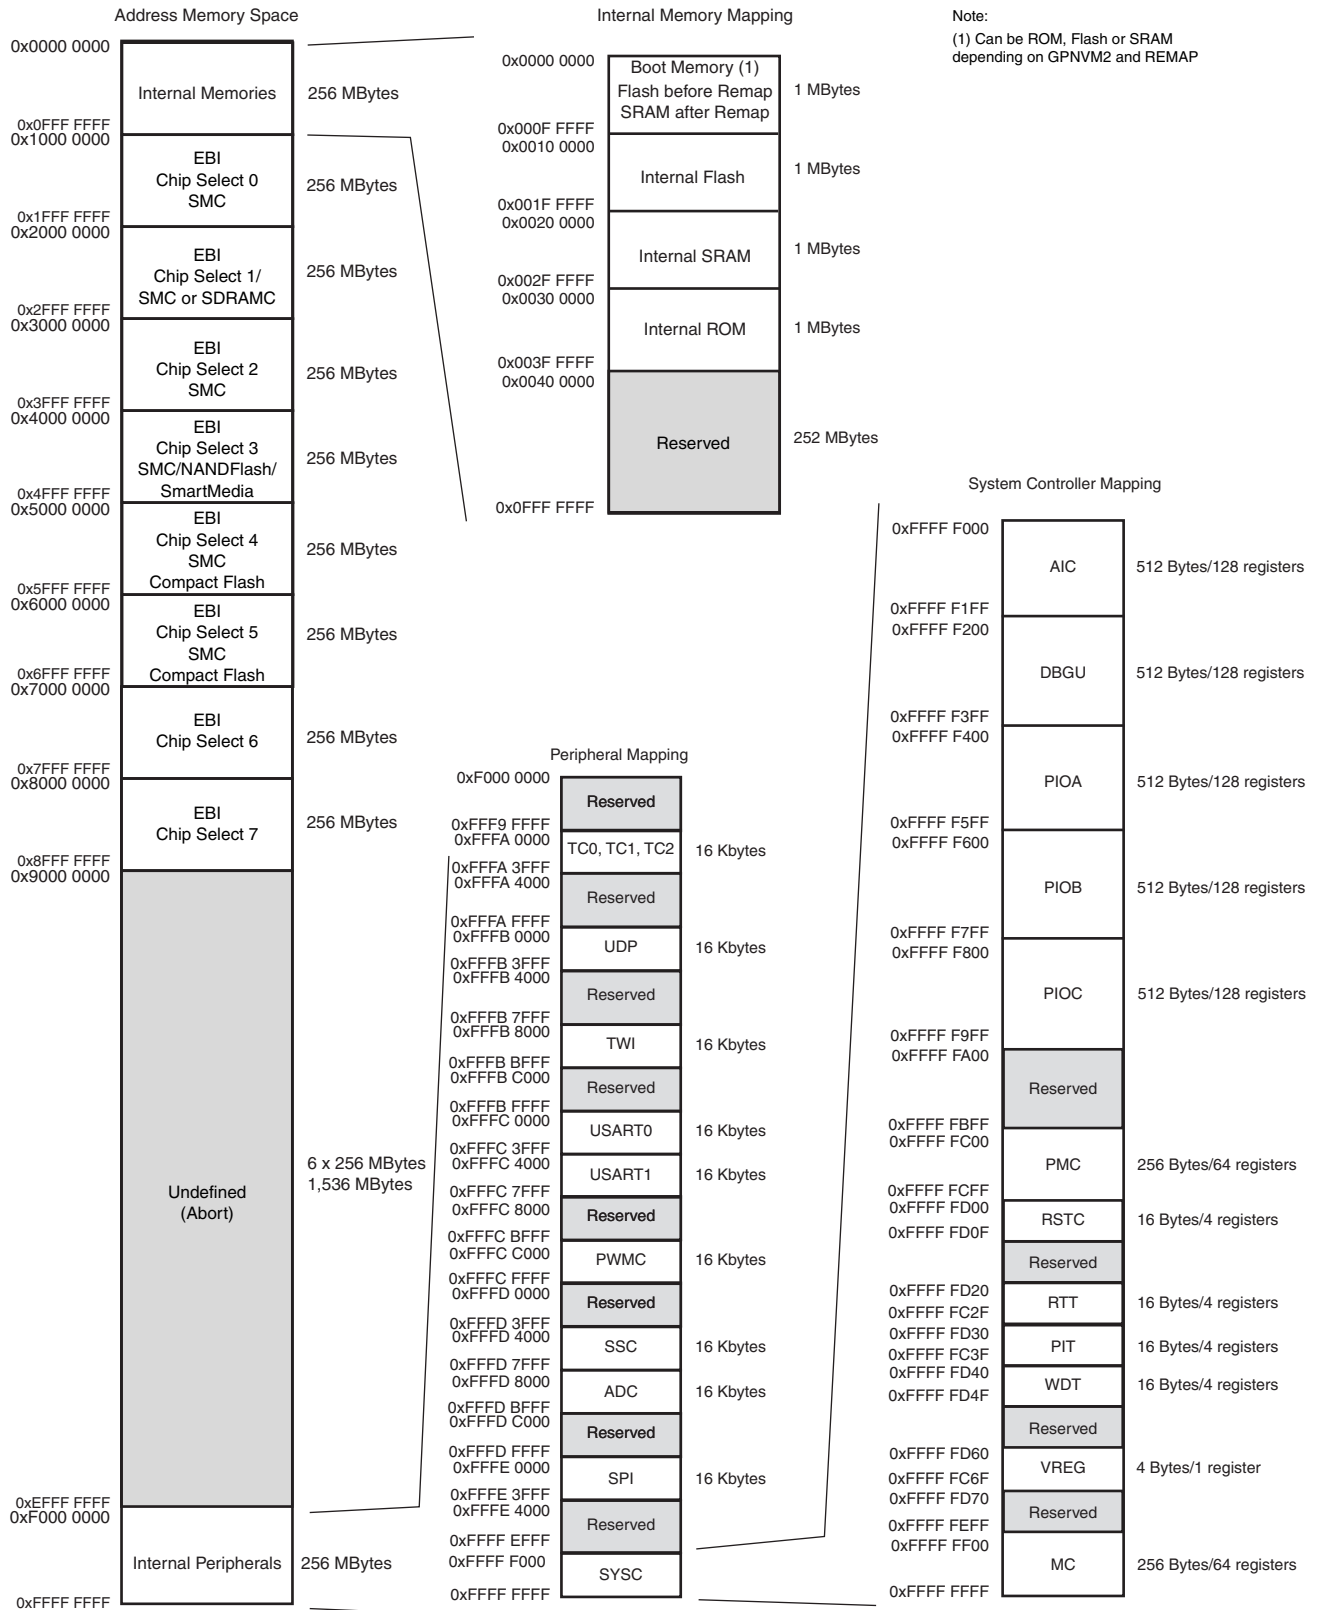 Address Memory Space
0x0000 0000
Internal Memories
256 MBytes
0x0FFF FFFF
0x1000 0000
EBI
Chip Select 0
SMC
256 MBytes
0x1FFF FFFF
0x2000 0000
EBI
Chip Select 1/
SMC or SDRAMC
256 MBytes
0x2FFF FFFF
0x3000 0000
EBI
Chip Select 2
SMC
256 MBytes
0x3FFF FFFF
0x4000 0000
EBI
Chip Select 3
SMC/NANDFlash/
SmartMedia
256 MBytes
0x4FFF FFFF
0x5000 0000
EBI
Chip Select 4
SMC
Compact Flash
256 MBytes
0x5FFF FFFF
0x6000 0000
EBI
Chip Select 5
SMC
Compact Flash
256 MBytes
0x6FFF FFFF
0x7000 0000
EBI
Chip Select 6
256 MBytes
0x7FFF FFFF
0x8000 0000
EBI
Chip Select 7
256 MBytes
0x8FFF FFFF
0x9000 0000
Undefined
(Abort)
6 x 256 MBytes
1,536 MBytes
0xEFFF FFFF
0xF000 0000
Internal Peripherals
256 MBytes
0xFFFF FFFF
Internal Memory Mapping
0x0000 0000
Boot Memory (1)
Flash before Remap
SRAM after Remap
1 MBytes
0x000F FFFF
0x0010 0000
Internal Flash
1 MBytes
0x001F FFFF
0x0020 0000
Internal SRAM
1 MBytes
0x002F FFFF
0x0030 0000
Internal ROM
1 MBytes
0x003F FFFF
0x0040 0000
Reserved
252 MBytes
0x0FFF FFFF
Note:
(1) Can be ROM, Flash or SRAM
depending on GPNVM2 and REMAP
Peripheral Mapping
0xF000 0000
Reserved
0xFFF9 FFFF
0xFFFA 0000
TC0, TC1, TC2
16 Kbytes
0xFFFA 3FFF
0xFFFA 4000
Reserved
0xFFFA FFFF
0xFFFB 0000
UDP
16 Kbytes
0xFFFB 3FFF
0xFFFB 4000
Reserved
0xFFFB 7FFF
0xFFFB 8000
TWI
16 Kbytes
0xFFFB BFFF
0xFFFB C000
Reserved
0xFFFB FFFF
0xFFFC 0000
USART0
16 Kbytes
0xFFFC 3FFF
0xFFFC 4000
USART1
16 Kbytes
0xFFFC 7FFF
0xFFFC 8000
Reserved
0xFFFC BFFF
0xFFFC C000
PWMC
16 Kbytes
0xFFFC FFFF
0xFFFD 0000
Reserved
0xFFFD 3FFF
0xFFFD 4000
SSC
16 Kbytes
0xFFFD 7FFF
0xFFFD 8000
ADC
16 Kbytes
0xFFFD BFFF
0xFFFD C000
Reserved
0xFFFD FFFF
0xFFFE 0000
SPI
16 Kbytes
0xFFFE 3FFF
0xFFFE 4000
Reserved
0xFFFF EFFF
0xFFFF F000
SYSC
0xFFFF FFFF
System Controller Mapping
0xFFFF F000
AIC
512 Bytes/128 registers
0xFFFF F1FF
0xFFFF F200
DBGU
512 Bytes/128 registers
0xFFFF F3FF
0xFFFF F400
PIOA
512 Bytes/128 registers
0xFFFF F5FF
0xFFFF F600
PIOB
512 Bytes/128 registers
0xFFFF F7FF
0xFFFF F800
PIOC
512 Bytes/128 registers
0xFFFF F9FF
0xFFFF FA00
Reserved
0xFFFF FBFF
0xFFFF FC00
PMC
256 Bytes/64 registers
0xFFFF FCFF
0xFFFF FD00
RSTC
16 Bytes/4 registers
0xFFFF FD0F
Reserved
0xFFFF FD20
RTT
16 Bytes/4 registers
0xFFFF FC2F
0xFFFF FD30
PIT
16 Bytes/4 registers
0xFFFF FC3F
0xFFFF FD40
WDT
16 Bytes/4 registers
0xFFFF FD4F
Reserved
0xFFFF FD60
VREG
4 Bytes/1 register
0xFFFF FC6F
0xFFFF FD70
Reserved
0xFFFF FEFF
0xFFFF FF00
MC
256 Bytes/64 registers
0xFFFF FFFF